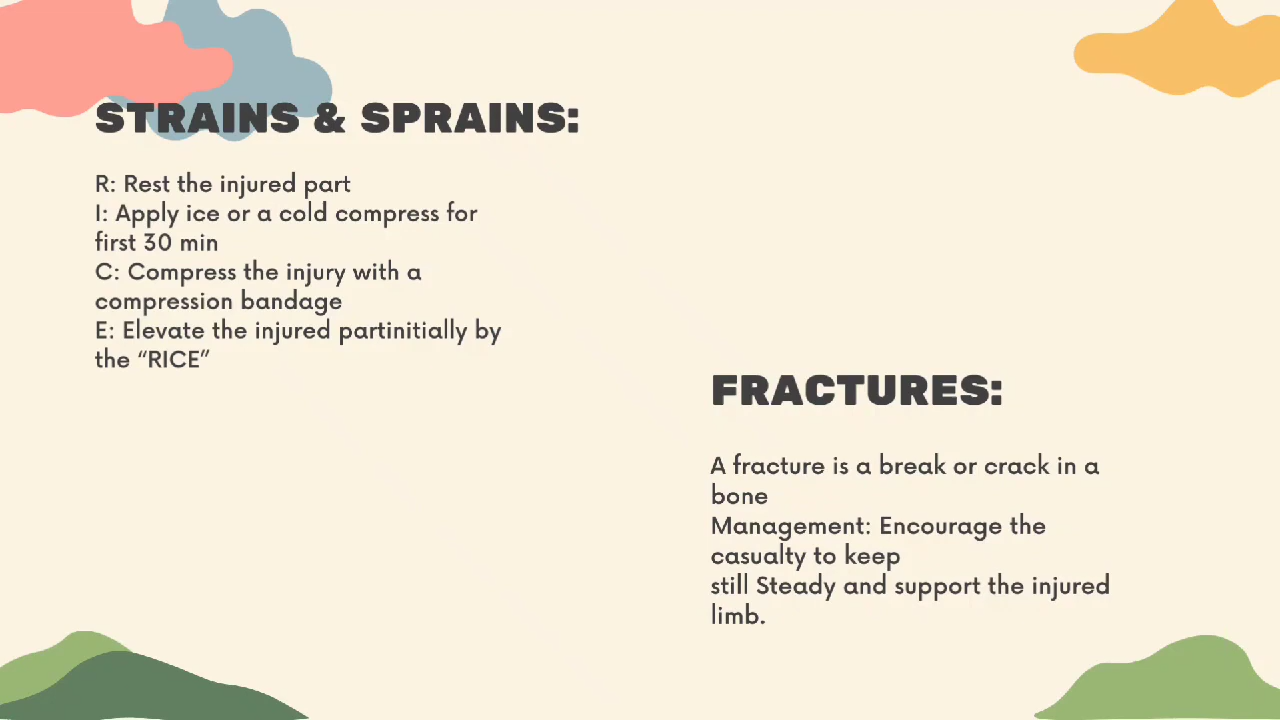 STRAINS & SPRAINS:
R: Rest the injured part
I: Apply ice or a cold compress for
first 30 min
C: Compress the injury with a
compression bandage
E: Elevate the injured partinitially by
the “RICE”
FRACTURES:
A fracture is a break or crack in a
bone
Management: Encourage the
casualty to keep
still Steady and support the injured
limb.